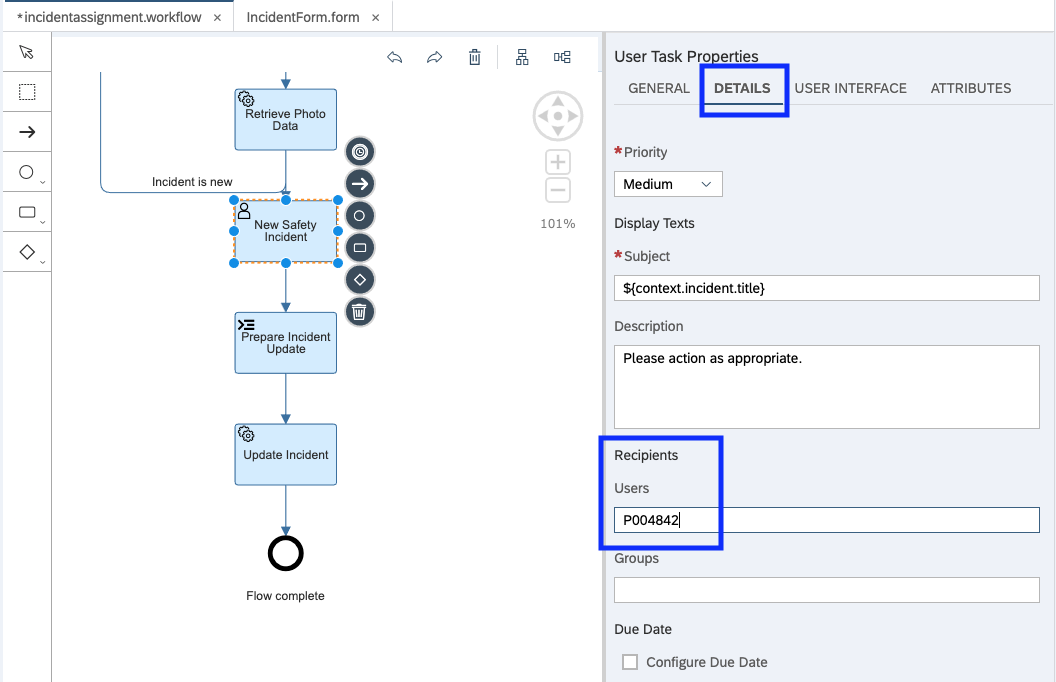 *incidentassignment.workflow ×
IncidentForm.form ×
Retrieve Photo
Data
Incident is new
New Safety
Incident
Prepare Incident
Update
Update Incident
Flow complete
101%
User Task Properties
GENERAL DETAILS USER INTERFACE ATTRIBUTES
*Priority
Medium
Display Texts
*Subject
${context.incident.title}
Description
Please action as appropriate.
Recipients
Users
P004842
Groups
Due Date
Configure Due Date